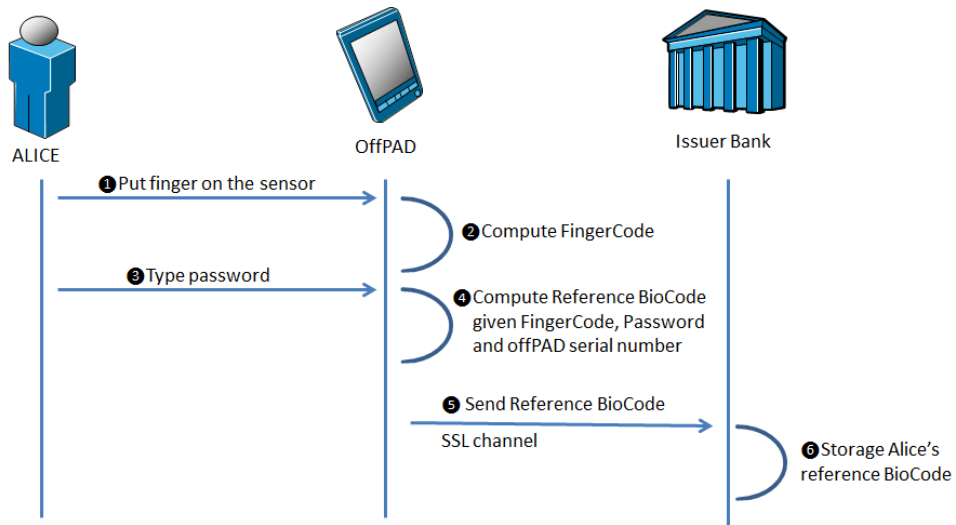 ALICE
OffPAD
Issuer Bank
❶Put finger on the sensor
❷Compute FingerCode
❸Type password
❹Compute Reference BioCode
given FingerCode, Password
and offPAD serial number
❺ Send Reference BioCode
SSL channel
❻Storage Alice's
reference BioCode